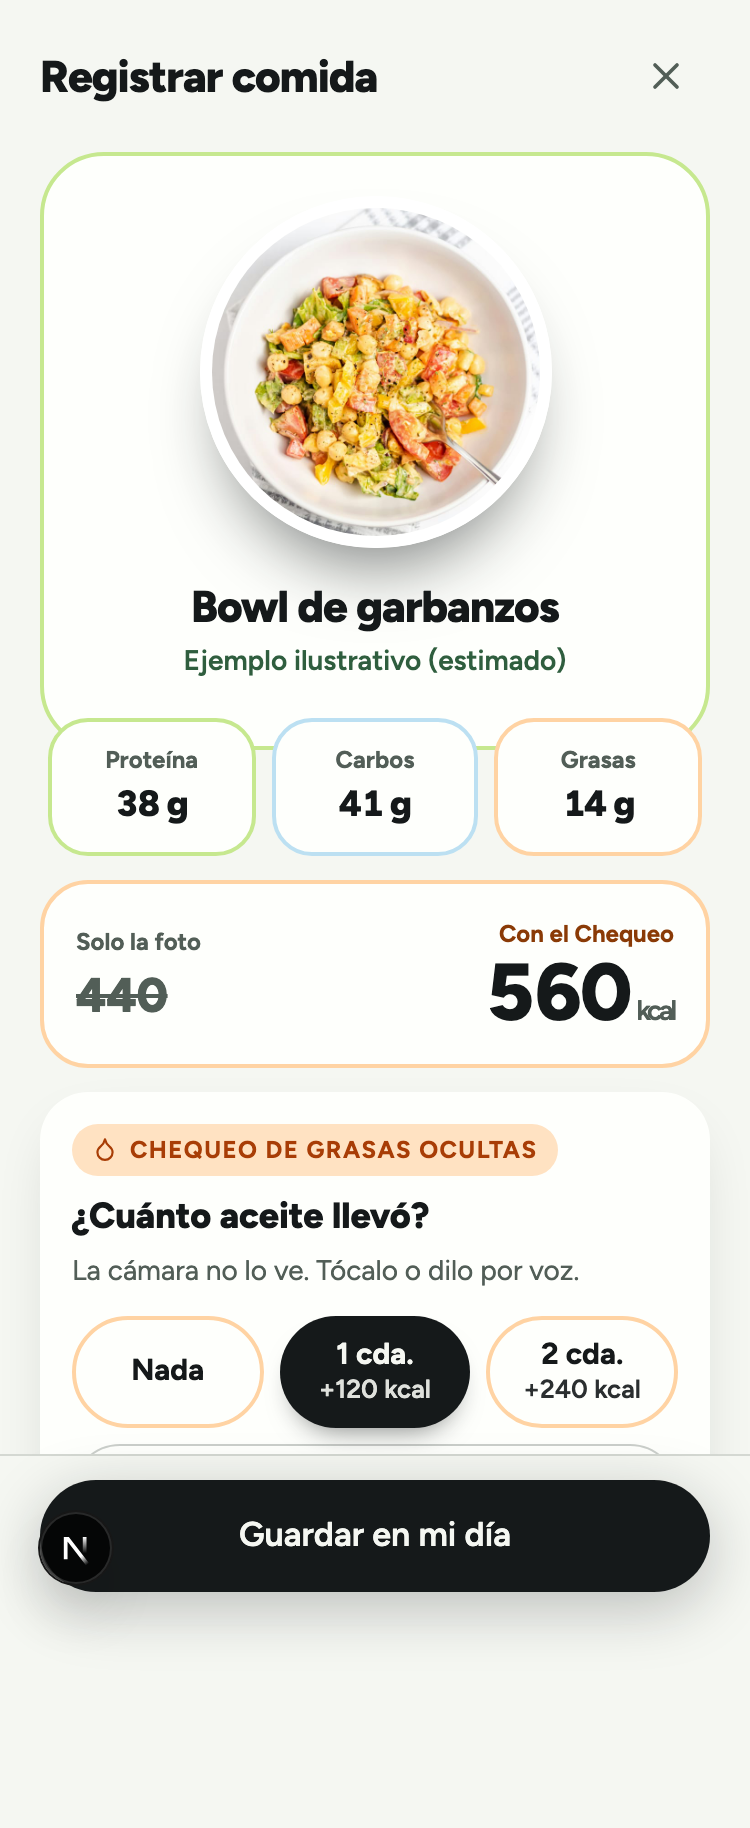 Registrar comida
Bowl de garbanzos
Ejemplo ilustrativo (estimado)
Proteína
38 g
Carbos
41 g
Grasas
14 g
Solo la foto
440
Con el Chequeo
560 kcal
CHEQUEO DE GRASAS OCULTAS
¿Cuánto aceite llevó?
La cámara no lo ve. Tócalo o dilo por voz.
Nada
1 cda.
+120 kcal
2 cda.
+240 kcal
Guardar en mi día
N